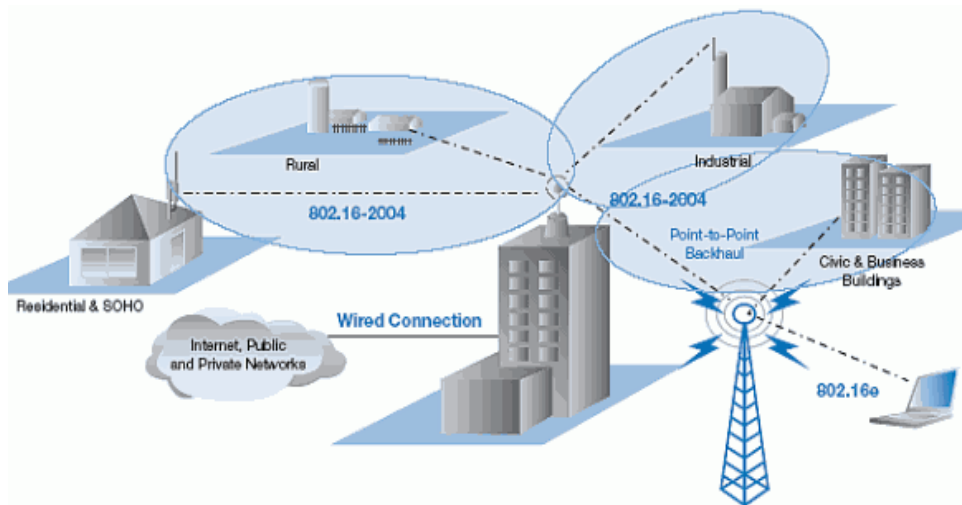 Rural
Industrial
802.16-2004
802.16-2004
Point-to-Point
Backhaul
Civic & Business
Buildings
Residential & SOHO
Wired Connection
Internet, Public
and Private Networks
802.16e